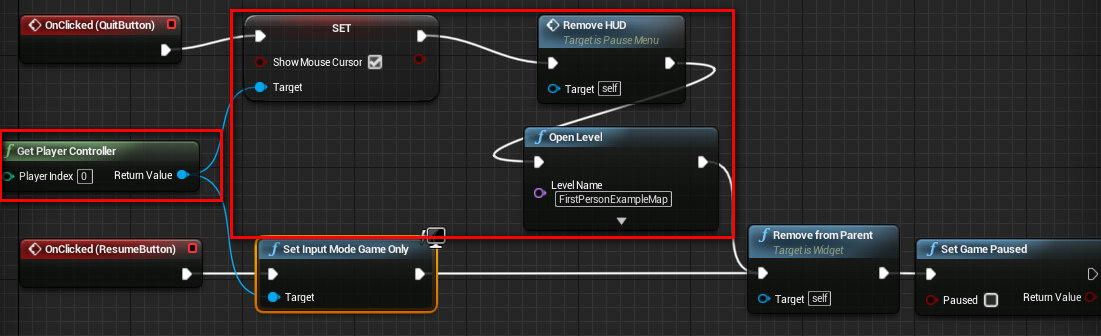 OnClicked (QuitButton)
SET
Show Mouse Cursor
Target
Remove HUD
Target is Pause Menu
Target self
f Open Level
Level Name
FirstPersonExampleMap
f Get Player Controller
Player Index 0 Return Value
OnClicked (ResumeButton)
f Set Input Mode Game Only
Target
f Remove from Parent
Target is Widget
Target self
f Set Game Paused
Paused Return Value